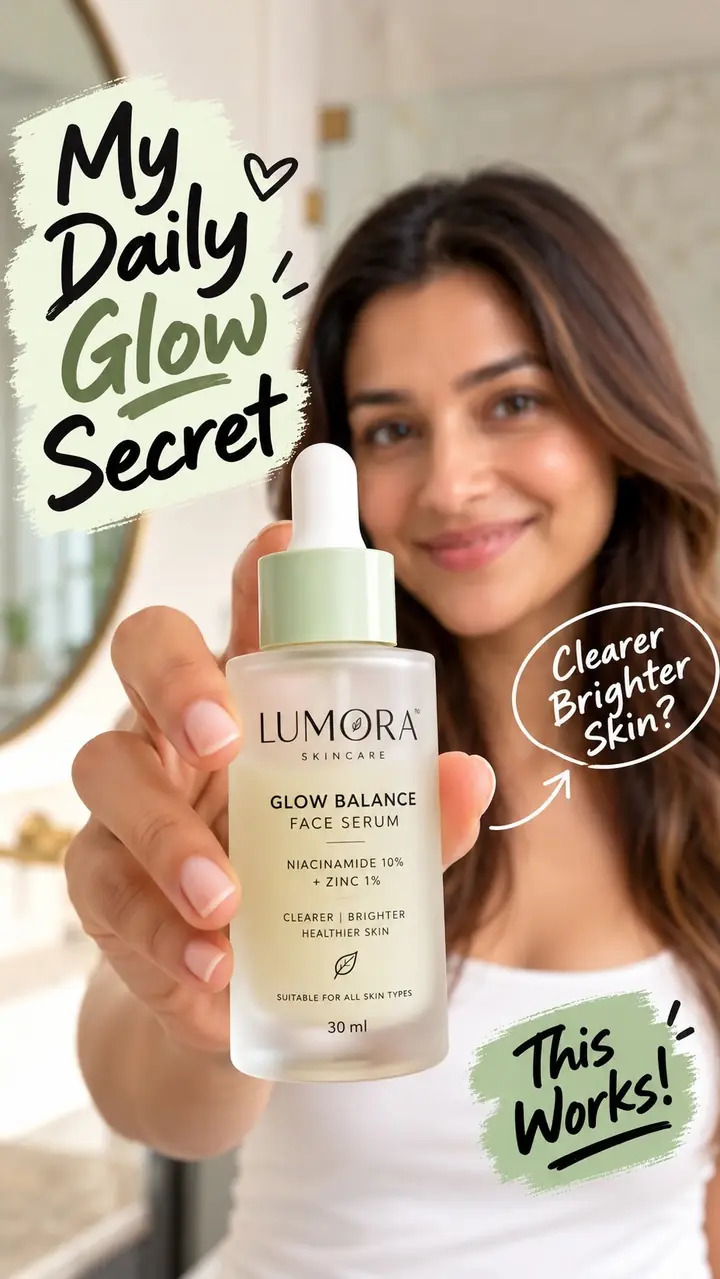 My
Daily
Glow
Secret
LUMORA™
SKINCARE
GLOW BALANCE
FACE SERUM
NIACINAMIDE 10%
+ ZINC 1%
CLEARER | BRIGHTER
HEALTHIER SKIN
SUITABLE FOR ALL SKIN TYPES
30 ml
Clearer
Brighter
Skin?
This
Works!